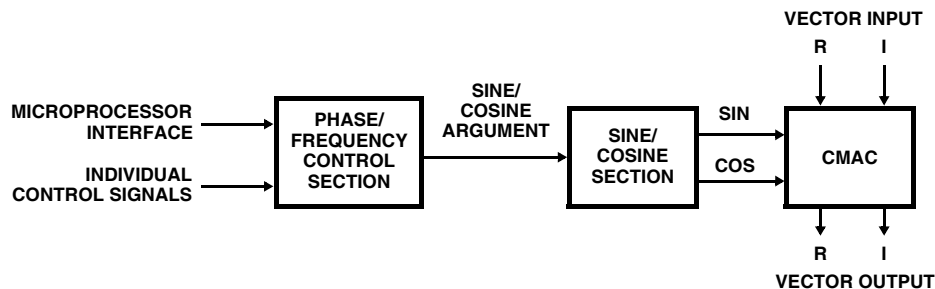 VECTOR INPUT
R I
MICROPROCESSOR
INTERFACE
INDIVIDUAL
CONTROL SIGNALS
PHASE/
FREQUENCY
CONTROL
SECTION
SINE/
COSINE
ARGUMENT
SINE/
COSINE
SECTION
SIN
COS
CMAC
R I
VECTOR OUTPUT